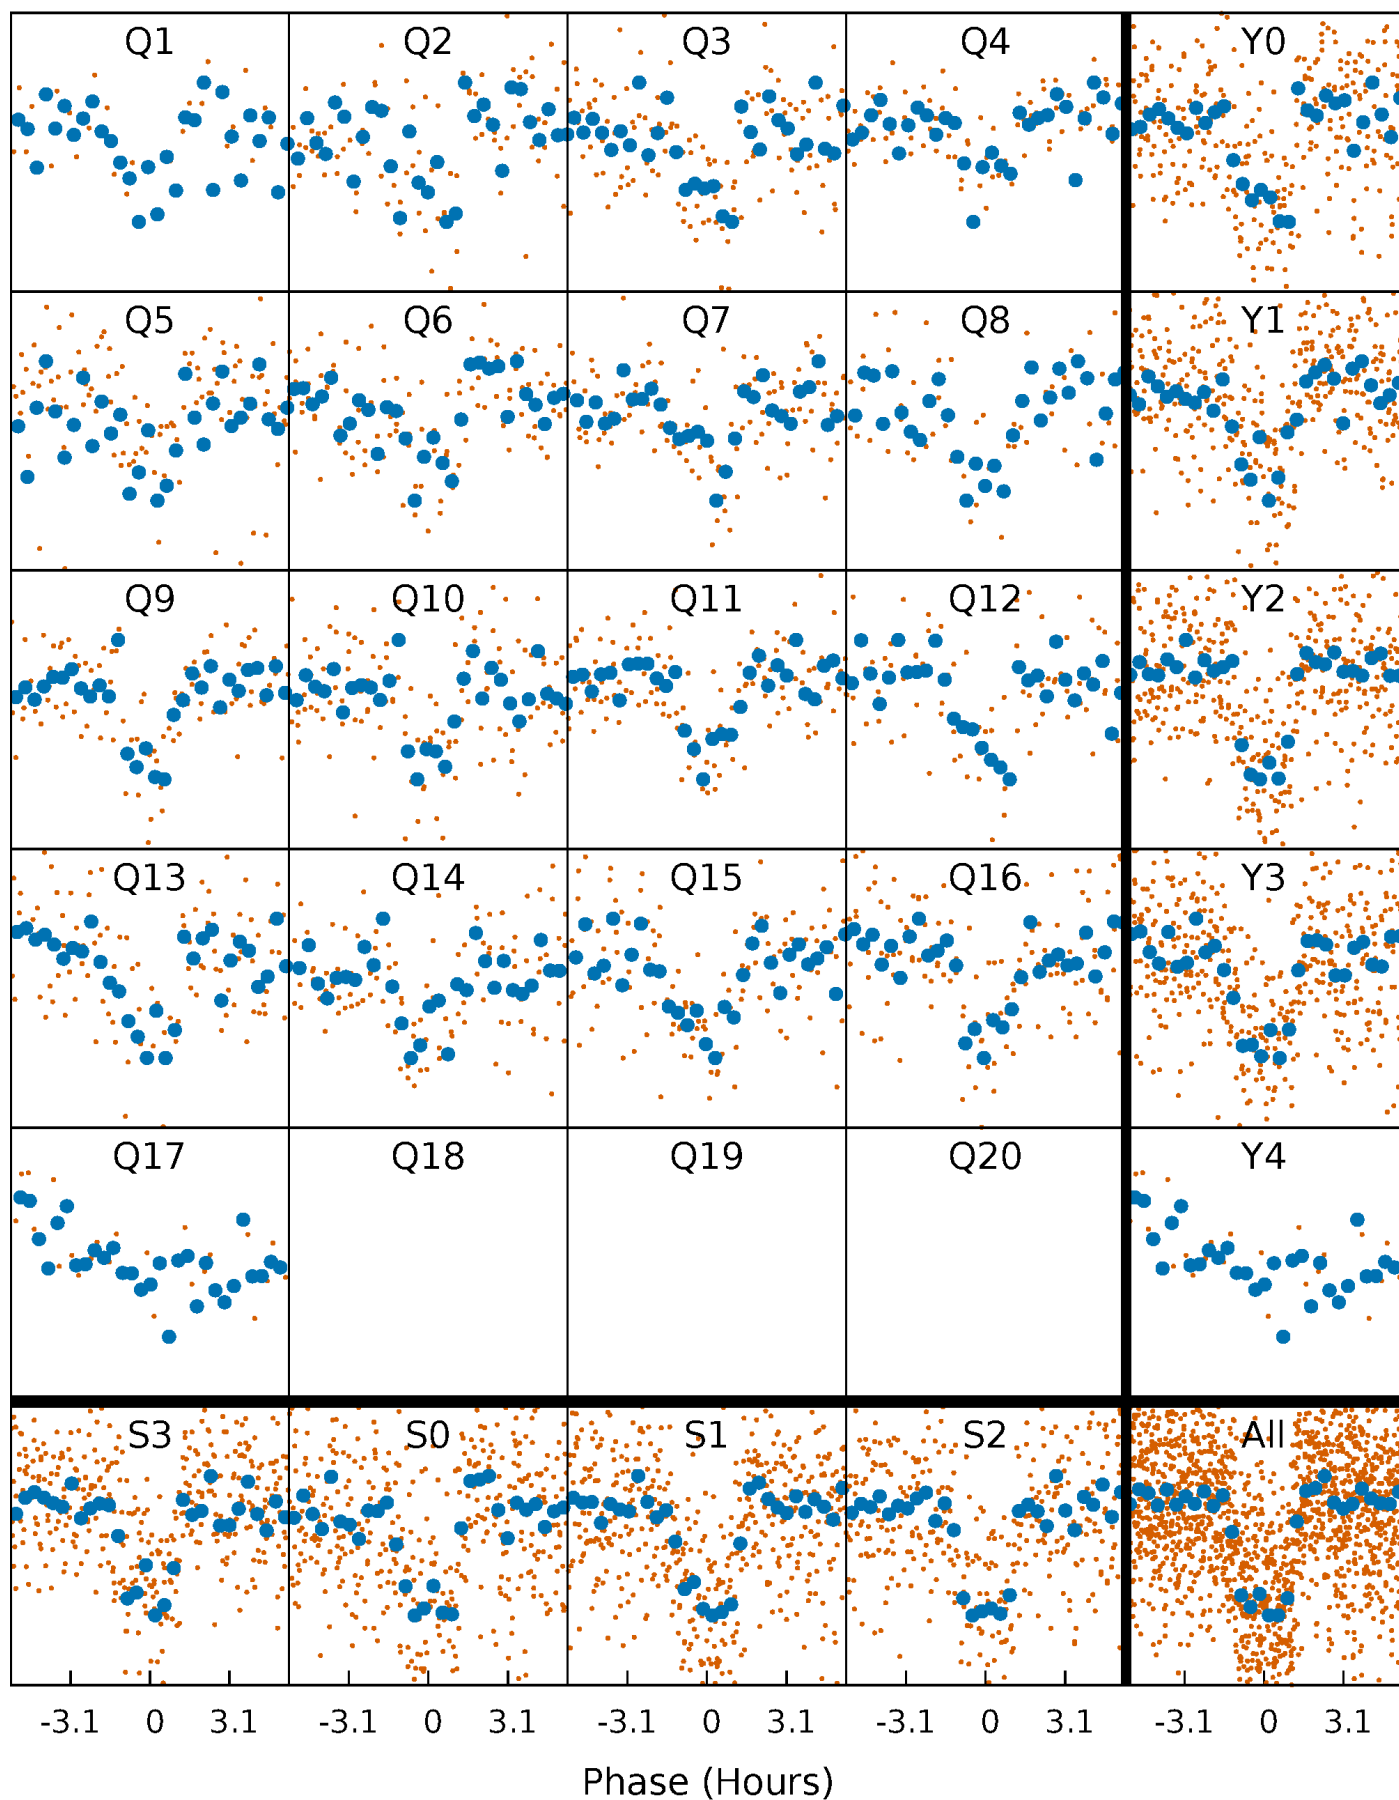 Q1 Q2 Q3 Q4 Y0
Q5 Q6 Q7 Q8 Y1
Q9 Q10 Q11 Q12 Y2
Q13 Q14 Q15 Q16 Y3
Q17 Q18 Q19 Q20 Y4
S3 S0 S1 S2 All
-3.1 0 3.1 -3.1 0 3.1 -3.1 0 3.1 -3.1 0 3.1 -3.1 0 3.1
Phase (Hours)